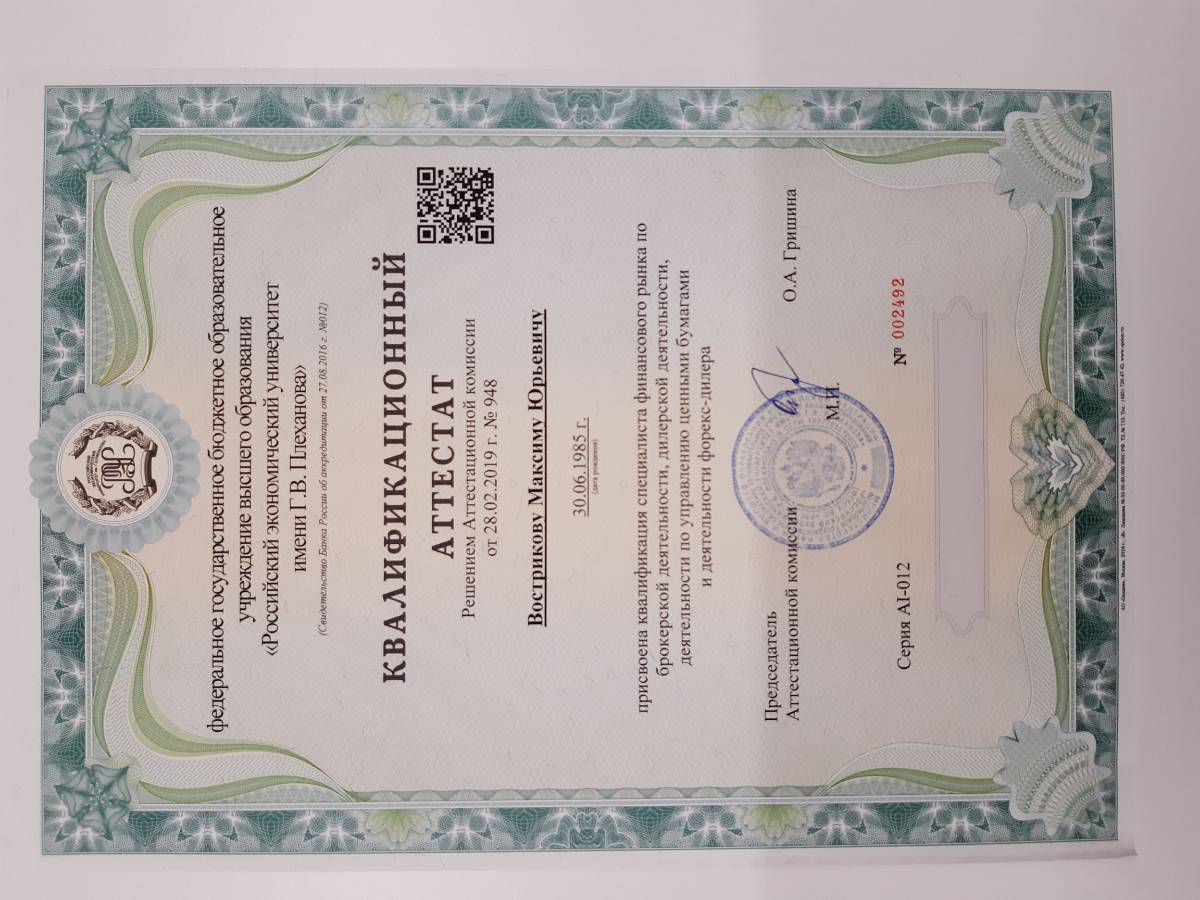 федеральное государственное бюджетное образовательное
учреждение высшего образования
«Российский экономический университет
имени Г.В. Плеханова»
(Свидетельство Банка России об аккредитации от 27.08.2016 г. №012)
КВАЛИФИКАЦИОННЫЙ
АТТЕСТАТ
Решением Аттестационной комиссии
от 28.02.2019 г. № 948
Вострикову Максиму Юрьевичу
30.06.1985 г.
(дата рождения)
присвоена квалификация специалиста финансового рынка по
брокерской деятельности, дилерской деятельности,
деятельности по управлению ценными бумагами
и деятельности форекс-дилера
Председатель
Аттестационной комиссии
О.А. Гришина
М.И.
Серия AI-012
№ 002492